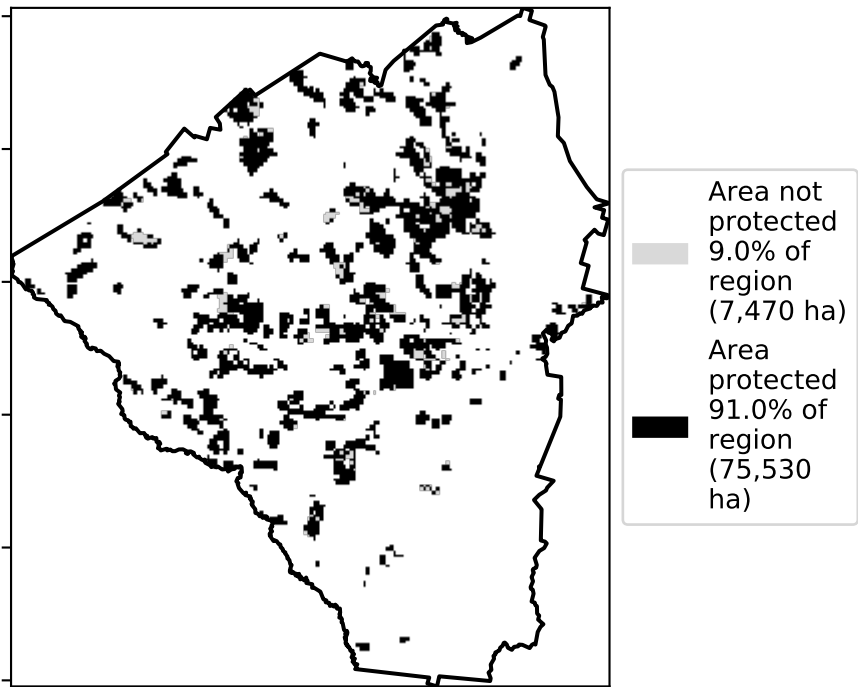 Area not
protected
9.0% of
region
(7,470 ha)
Area
protected
91.0% of
region
(75,530
ha)